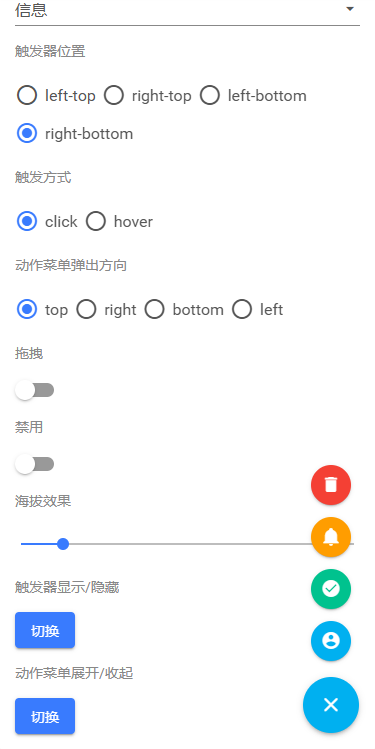 信息
触发器位置
left-top right-top left-bottom
right-bottom
触发方式
click hover
动作菜单弹出方向
top right bottom left
拖拽
禁用
海拔效果
触发器显示/隐藏
切换
动作菜单展开/收起
切换